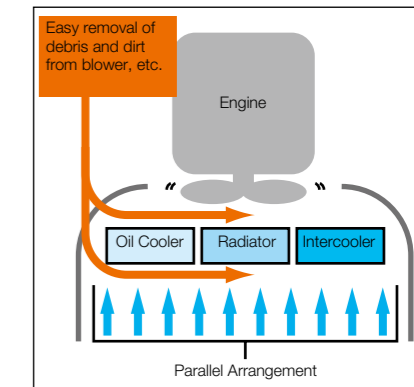 Easy removal of
debris and dirt
from blower, etc.
Engine
Oil Cooler
Radiator
Intercooler
Parallel Arrangement